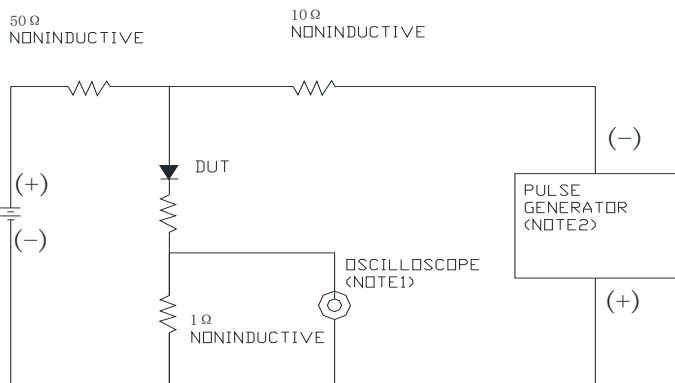 50 Ω
NONINDUCTIVE
10 Ω
NONINDUCTIVE
(−)
DUT
(+)
PULSE
GENERATOR
(NOTE2)
(−)
OSCILLOSCOPE
(NOTE1)
(+)
1 Ω
NONINDUCTIVE